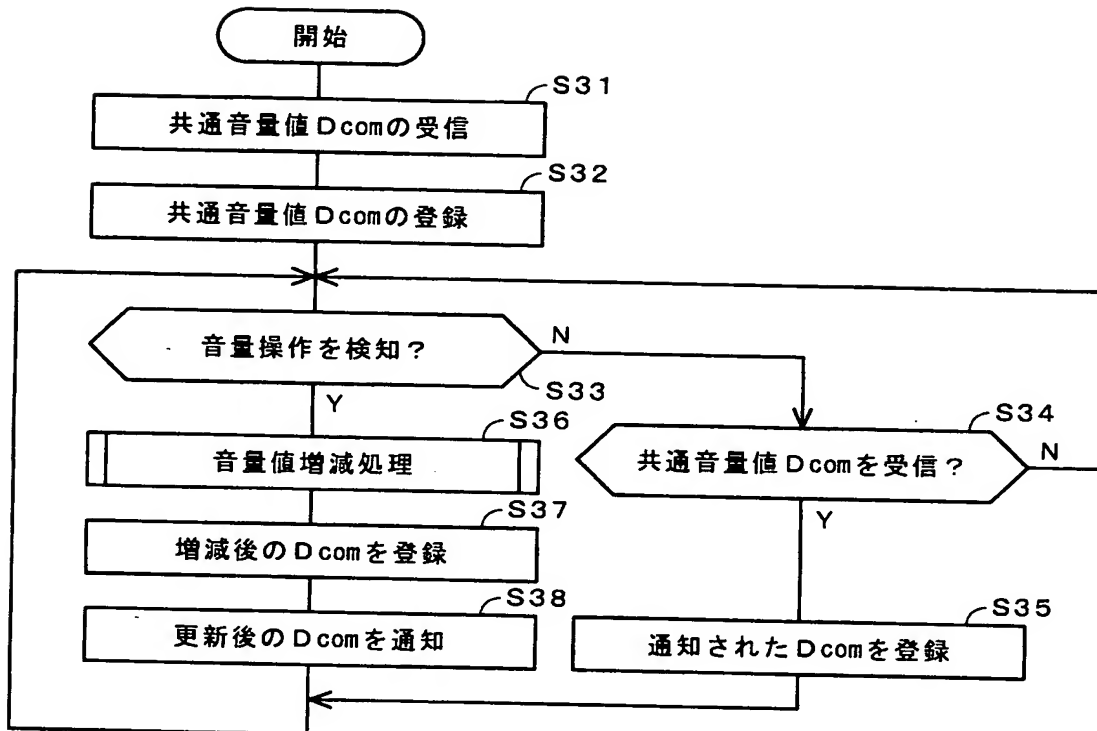 開始
S31
共通音量値Dcomの受信
S32
共通音量値Dcomの登録
音量操作を検知?
N
S33
Y
S34
共通音量値Dcomを受信?
N
Y
S36
音量値増減処理
S37
増減後のDcomを登録
S38
更新後のDcomを通知
S35
通知されたDcomを登録